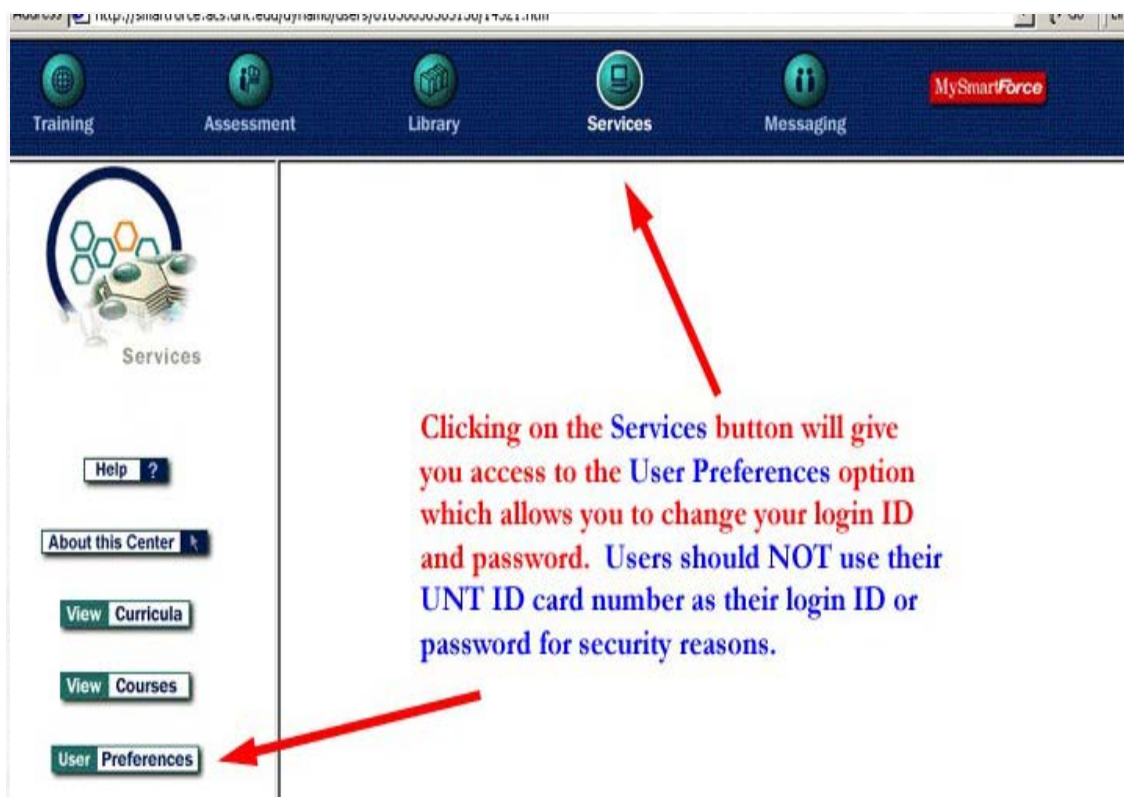 Training Assessment Library Services Messaging MySmartForce
Services
Help ?
About this Center
View Curricula
View Courses
User Preferences
Clicking on the Services button will give
you access to the User Preferences option
which allows you to change your login ID
and password. Users should NOT use their
UNT ID card number as their login ID or
password for security reasons.